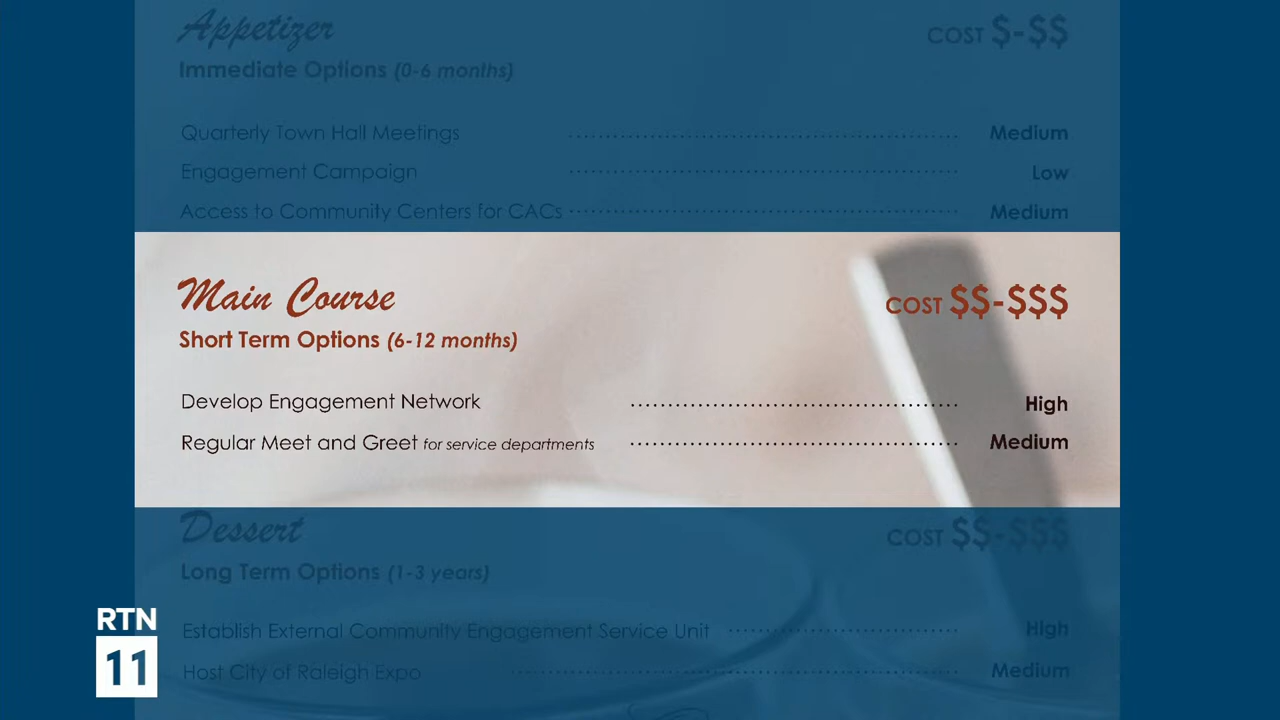 Appetizer COST $-$$
Immediate Options (0-6 months)
Quarterly Town Hall Meetings Medium
Engagement Campaign Low
Access to Community Centers for CACs Medium
Main Course COST $$-$$$
Short Term Options (6-12 months)
Develop Engagement Network High
Regular Meet and Greet for service departments Medium
Dessert COST $$-$$$
Long Term Options (1-3 years)
Establish External Community Engagement Service Unit High
Host City of Raleigh Expo Medium
RTN
11